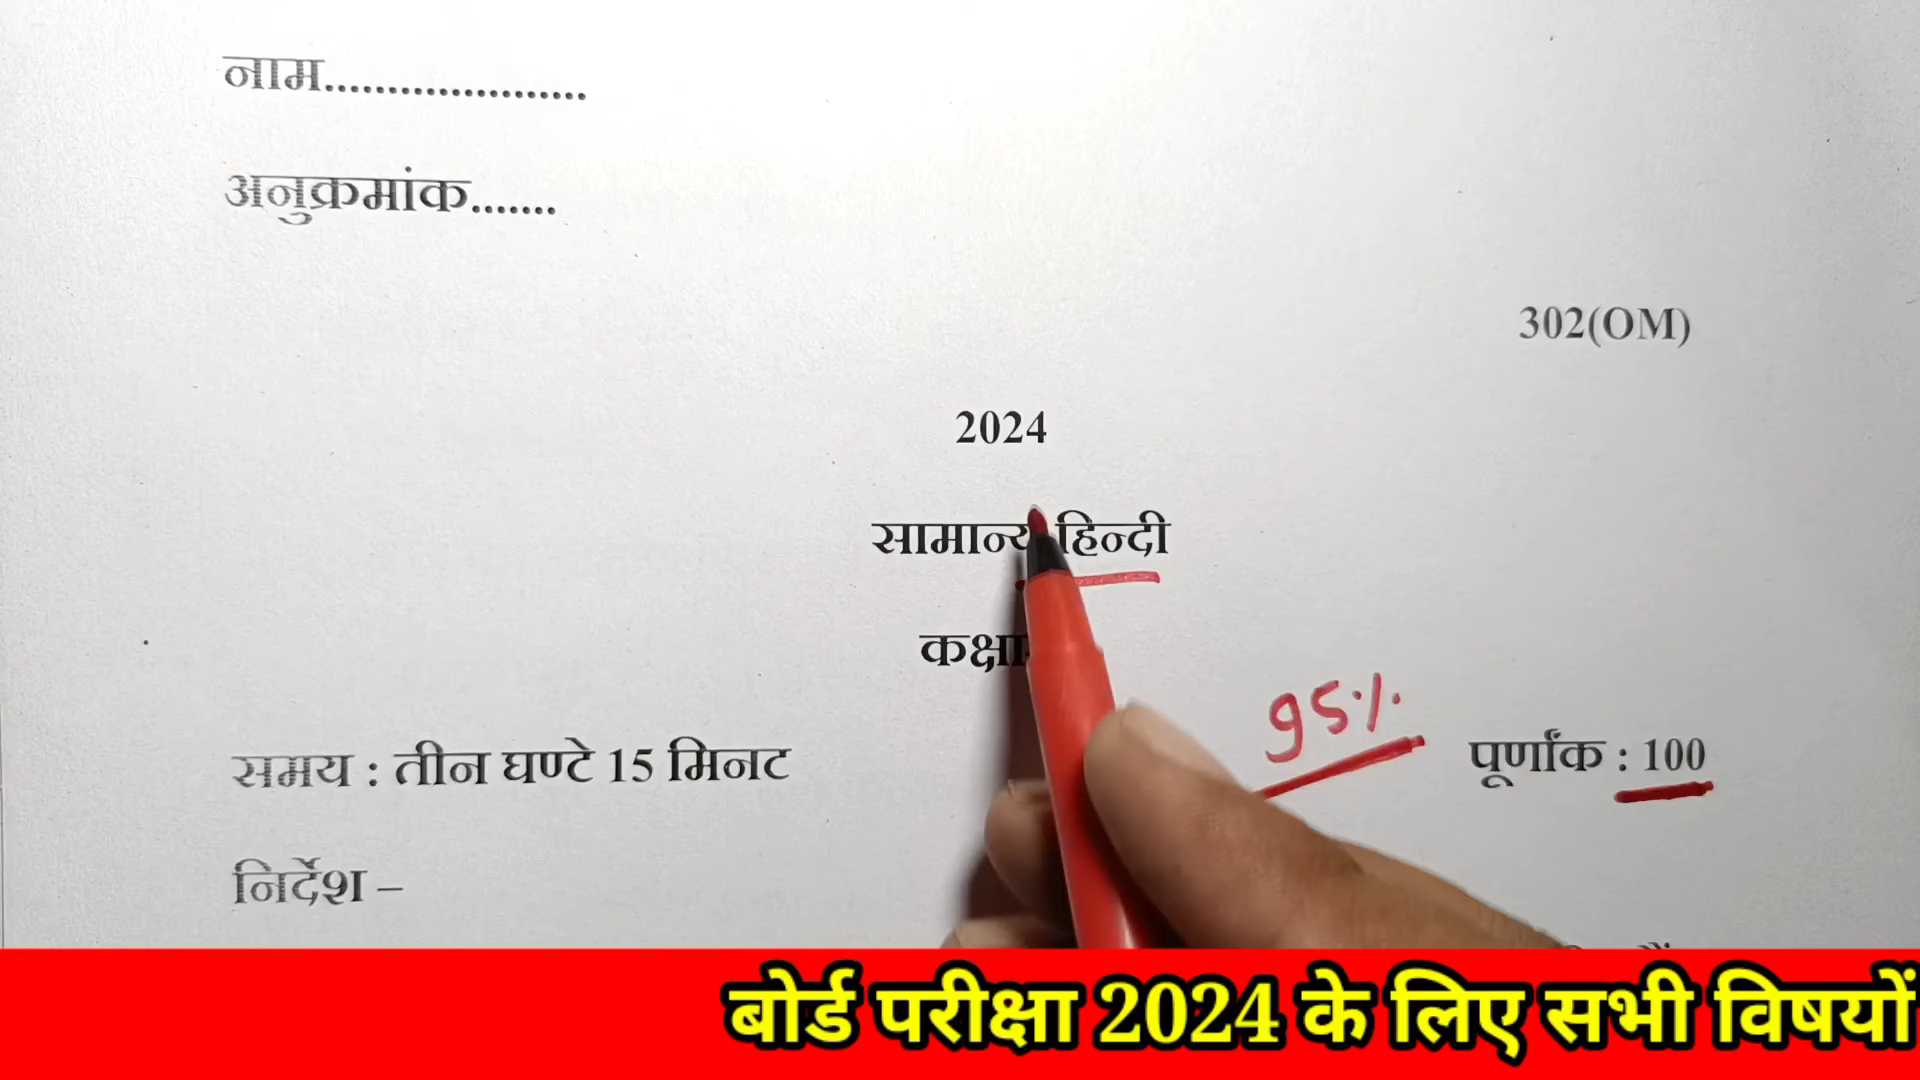 नाम.....................
अनुक्रमांक.......
302(OM)
2024
सामान्य हिन्दी
कक्षा
95%
समय : तीन घण्टे 15 मिनट
पूर्णांक : 100
निर्देश –
बोर्ड परीक्षा 2024 के लिए सभी विषयों